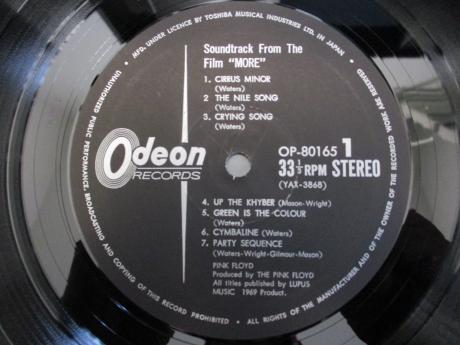 MFD. UNDER LICENCE BY TOSHIBA MUSICAL INDUSTRIES LTD. IN JAPAN
ALL RIGHTS OF THE MANUFACTURER AND OF THE OWNER OF THE RECORDED WORK ARE RESERVED
UNAUTHORIZED PUBLIC PERFORMANCE, BROADCASTING AND COPYING OF THIS RECORD PROHIBITED
Soundtrack From The
Film "MORE"
1. CIRRUS MINOR
(Waters)
2 THE NILE SONG
(Waters)
3. CRYING SONG
(Waters)
Odeon
RECORDS
OP-80165 1
33 1/3 RPM STEREO
(YAX-3868)
4. UP THE KHYBER (Mason-Wright)
5. GREEN IS THE COLOUR
(Waters)
6. CYMBALINE (Waters)
7. PARTY SEQUENCE
(Waters-Wright-Gilmour-Mason)
PINK FLOYD
Produced by THE PINK FLOYD
All titles published by LUPUS
MUSIC 1969 Product.